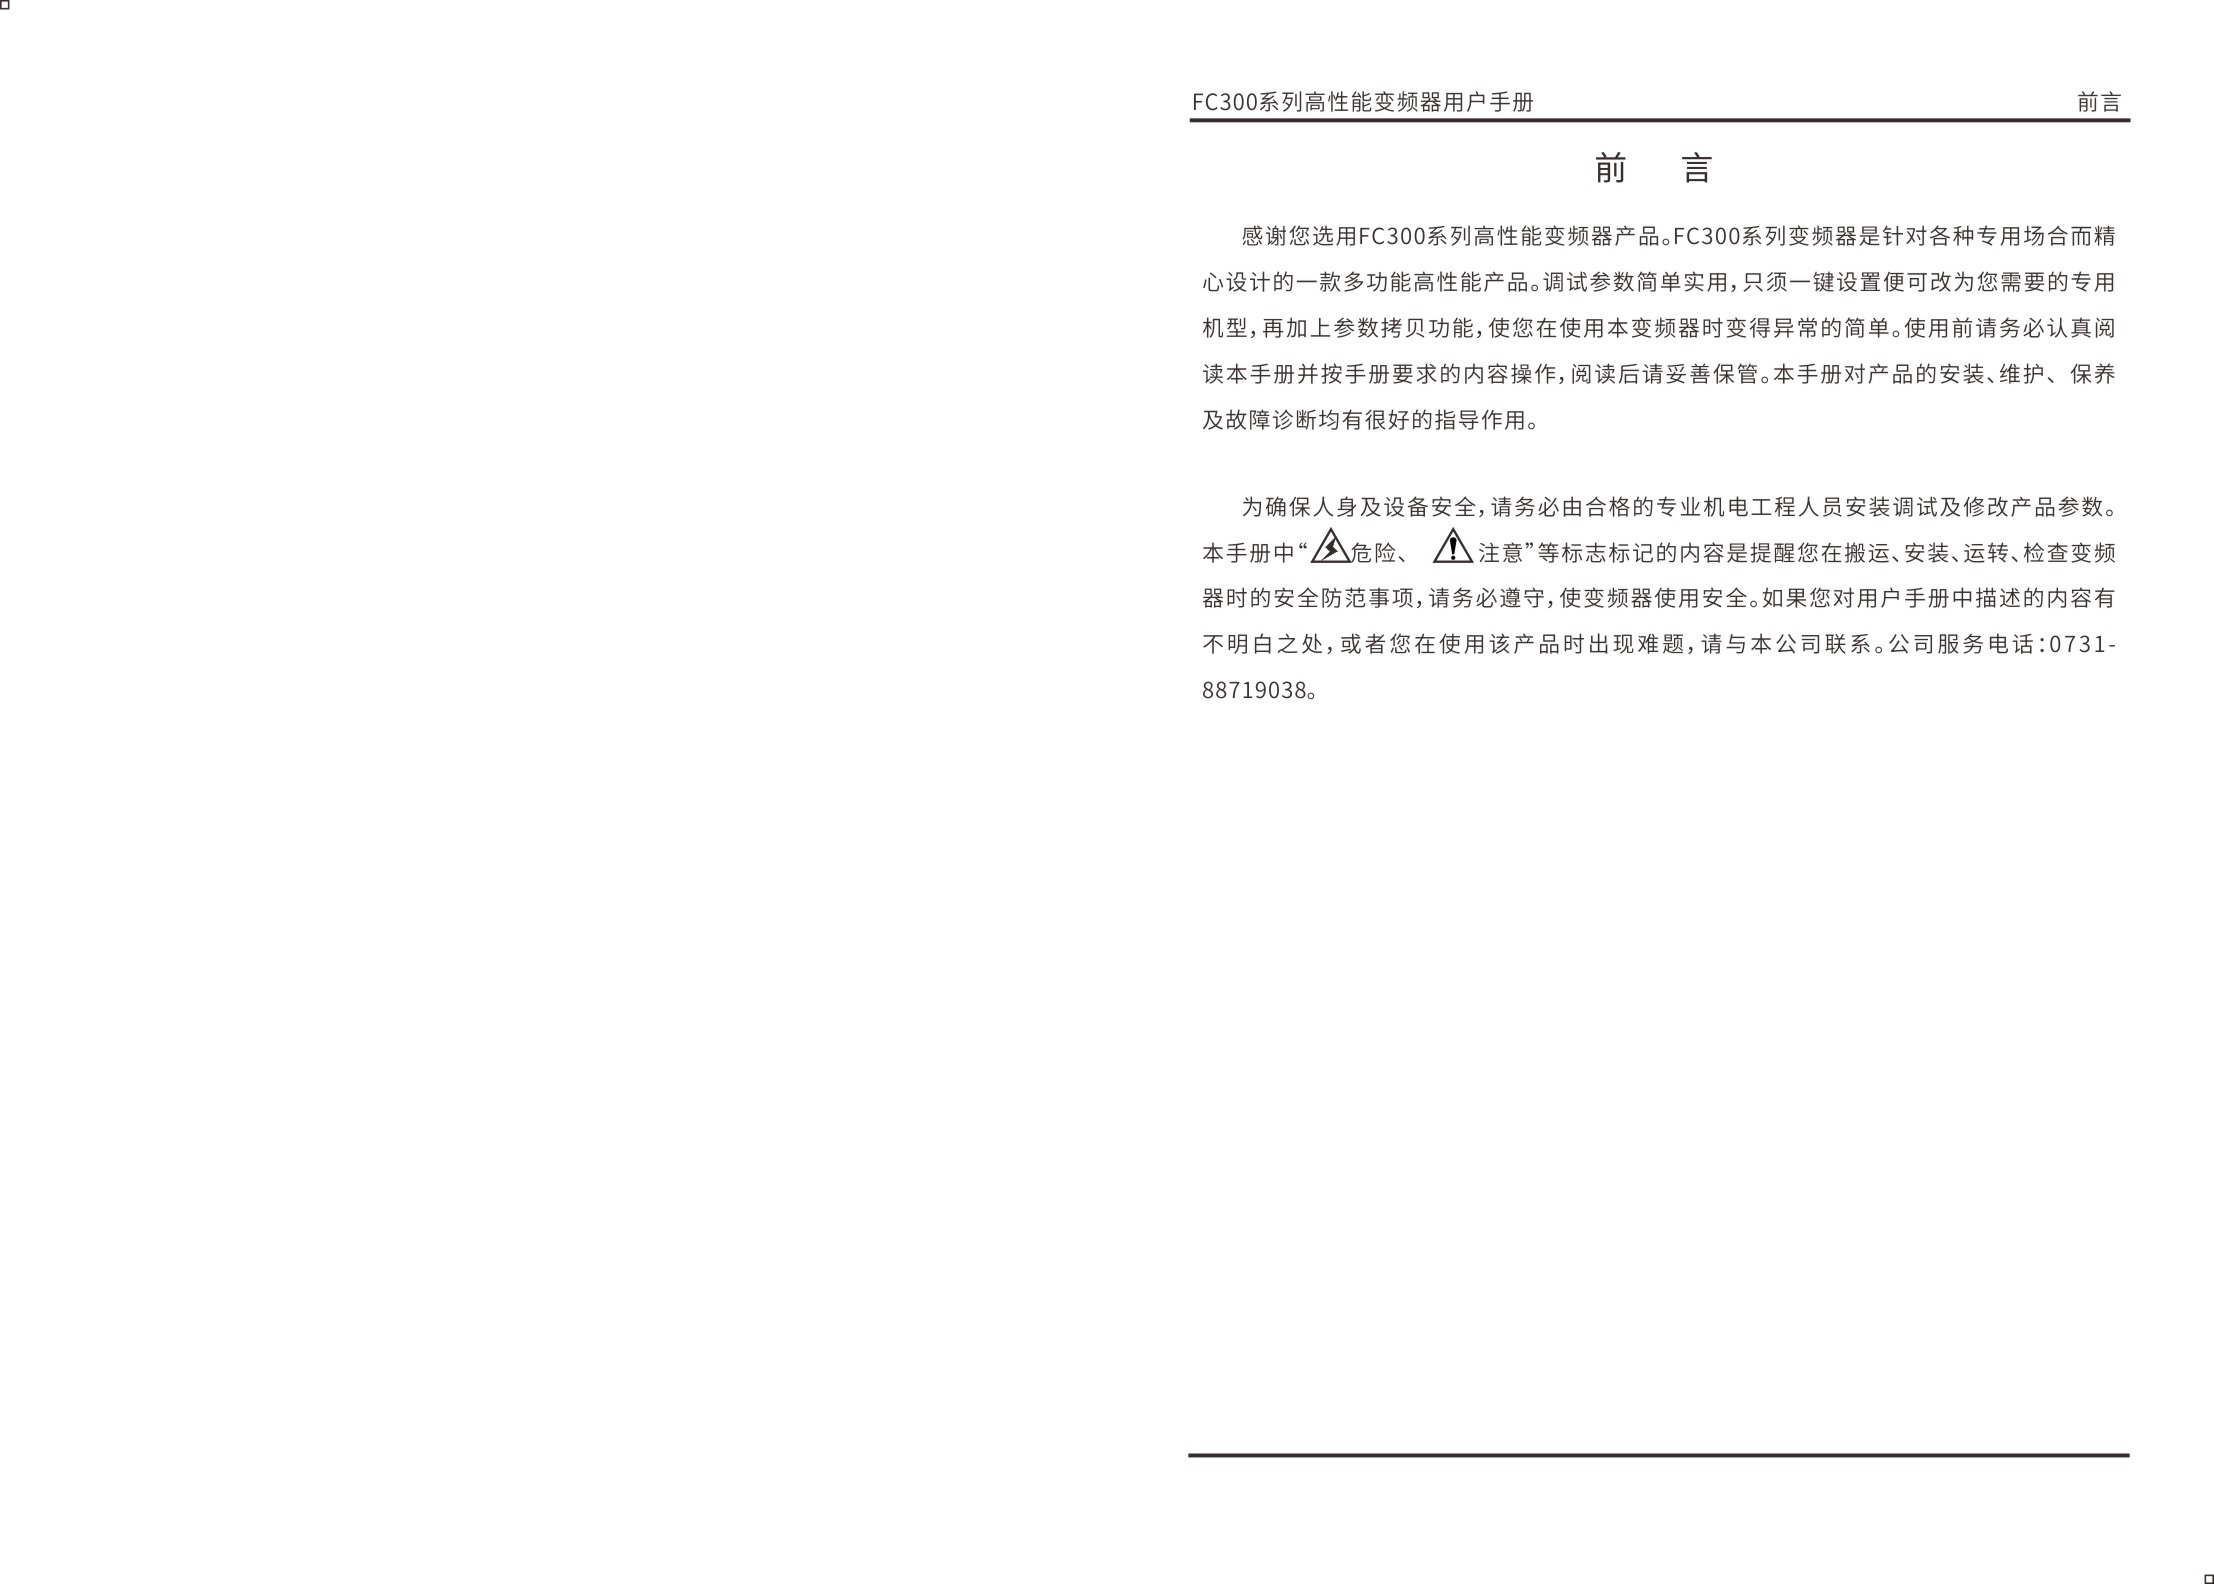 FC300系列高性能变频器用户手册 前言
前 言
感谢您选用FC300系列高性能变频器产品。FC300系列变频器是针对各种专用场合而精
心设计的一款多功能高性能产品。调试参数简单实用,只须一键设置便可改为您需要的专用
机型,再加上参数拷贝功能,使您在使用本变频器时变得异常的简单。使用前请务必认真阅
读本手册并按手册要求的内容操作,阅读后请妥善保管。本手册对产品的安装、维护、保养
及故障诊断均有很好的指导作用。
为确保人身及设备安全,请务必由合格的专业机电工程人员安装调试及修改产品参数。
本手册中“危险、 注意”等标志标记的内容是提醒您在搬运、安装、运转、检查变频
器时的安全防范事项,请务必遵守,使变频器使用安全。如果您对用户手册中描述的内容有
不明白之处,或者您在使用该产品时出现难题,请与本公司联系。公司服务电话:0731-
88719038。